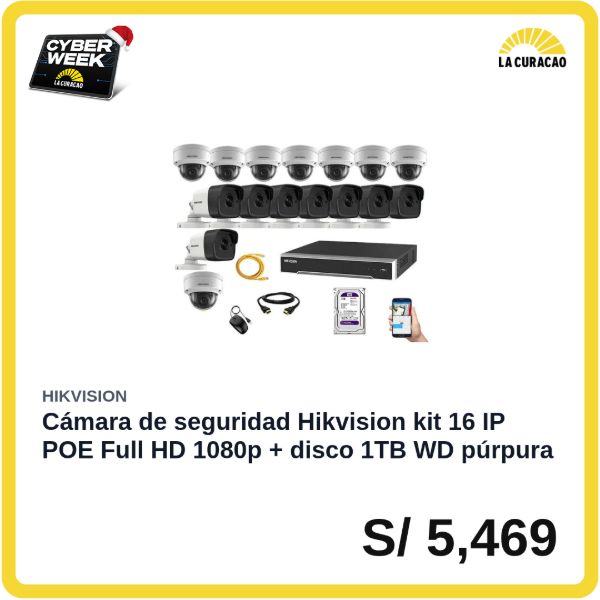 CYBER
WEEK
LA CURACAO
LA CURACAO
HIKVISION
Cámara de seguridad Hikvision kit 16 IP
POE Full HD 1080p + disco 1TB WD púrpura
S/ 5,469